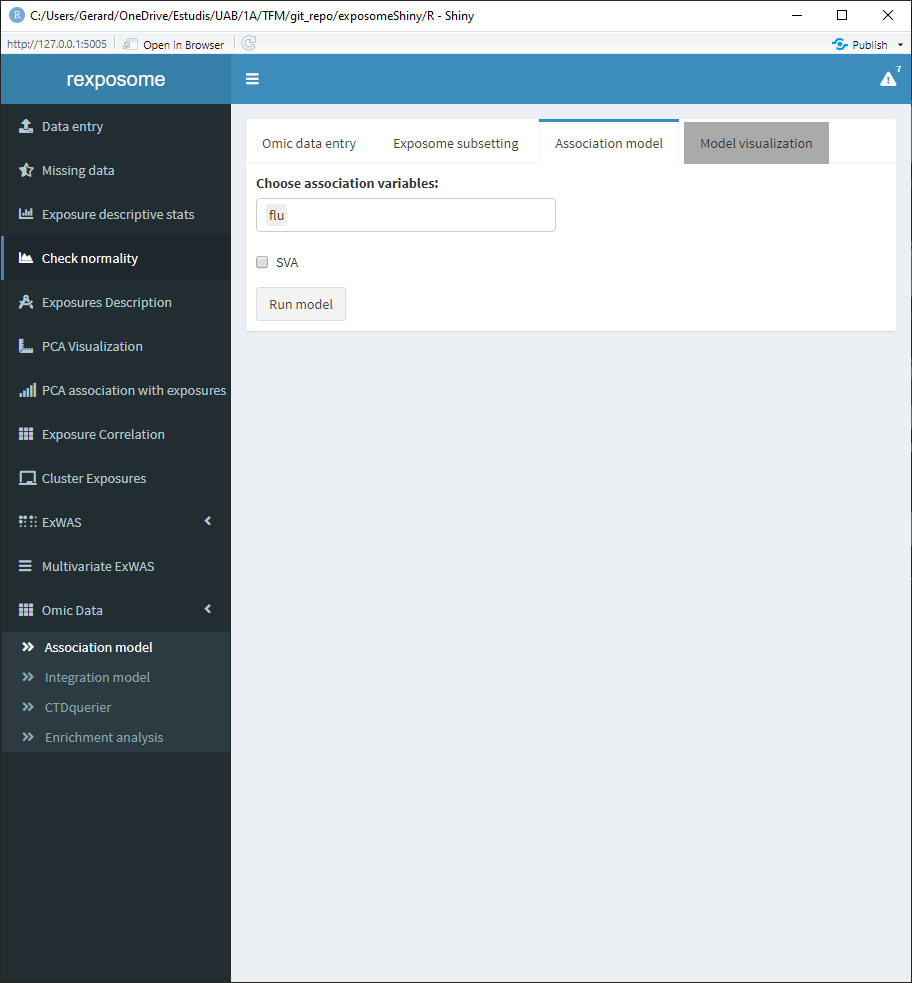 C:/Users/Gerard/OneDrive/Estudis/UAB/1A/TFM/git_repo/exposomeShiny/R - Shiny
http://127.0.0.1:5005 Open in Browser Publish
rexposome 7
Data entry
Missing data
Exposure descriptive stats
Check normality
Exposures Description
PCA Visualization
PCA association with exposures
Exposure Correlation
Cluster Exposures
ExWAS
Multivariate ExWAS
Omic Data
Association model
Integration model
CTDquerier
Enrichment analysis
Omic data entry Exposome subsetting Association model Model visualization
Choose association variables:
flu
SVA
Run model